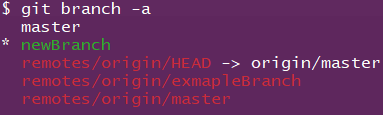 $ git branch -a
  master
* newBranch
  remotes/origin/HEAD -> origin/master
  remotes/origin/exmapleBranch
  remotes/origin/master